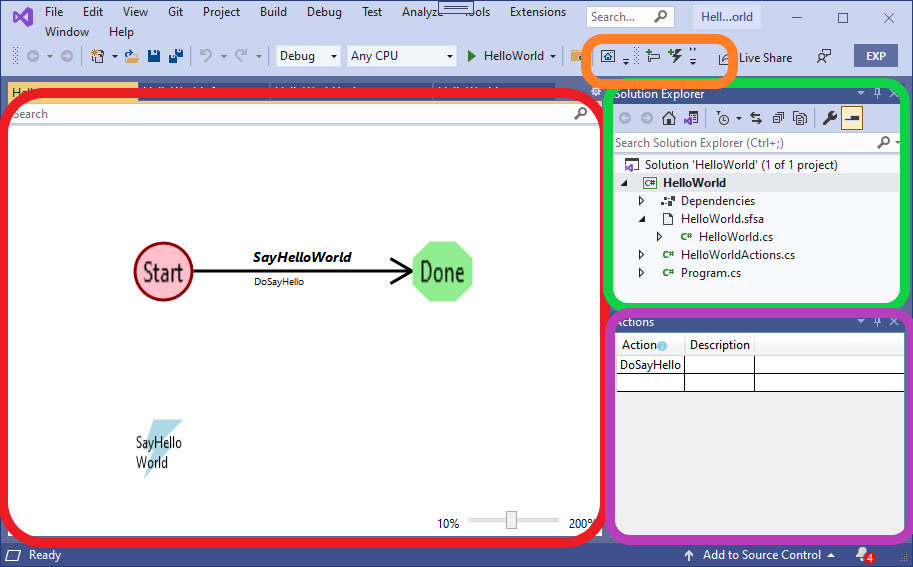 File Edit View Git Project Build Debug Test Analyze Tools Extensions
Window Help
Search...
Hell...orld
Debug
Any CPU
HelloWorld
Live Share
EXP
Search
Start
SayHelloWorld
DoSayHello
Done
SayHello
World
10%
200%
Solution Explorer
Search Solution Explorer (Ctrl+;)
Solution 'HelloWorld' (1 of 1 project)
C# HelloWorld
Dependencies
HelloWorld.sfsa
C# HelloWorld.cs
C# HelloWorldActions.cs
C# Program.cs
Actions
Action Description
DoSayHello
Ready
Add to Source Control
4